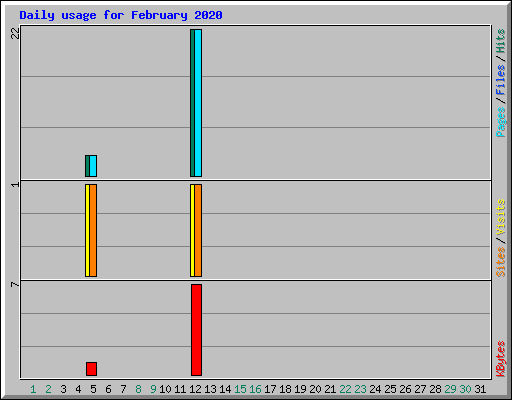 Daily usage for February 2020
22
1
7
Pages / Files / Hits
Sites / Visits
KBytes
1 2 3 4 5 6 7 8 9 10 11 12 13 14 15 16 17 18 19 20 21 22 23 24 25 26 27 28 29 30 31